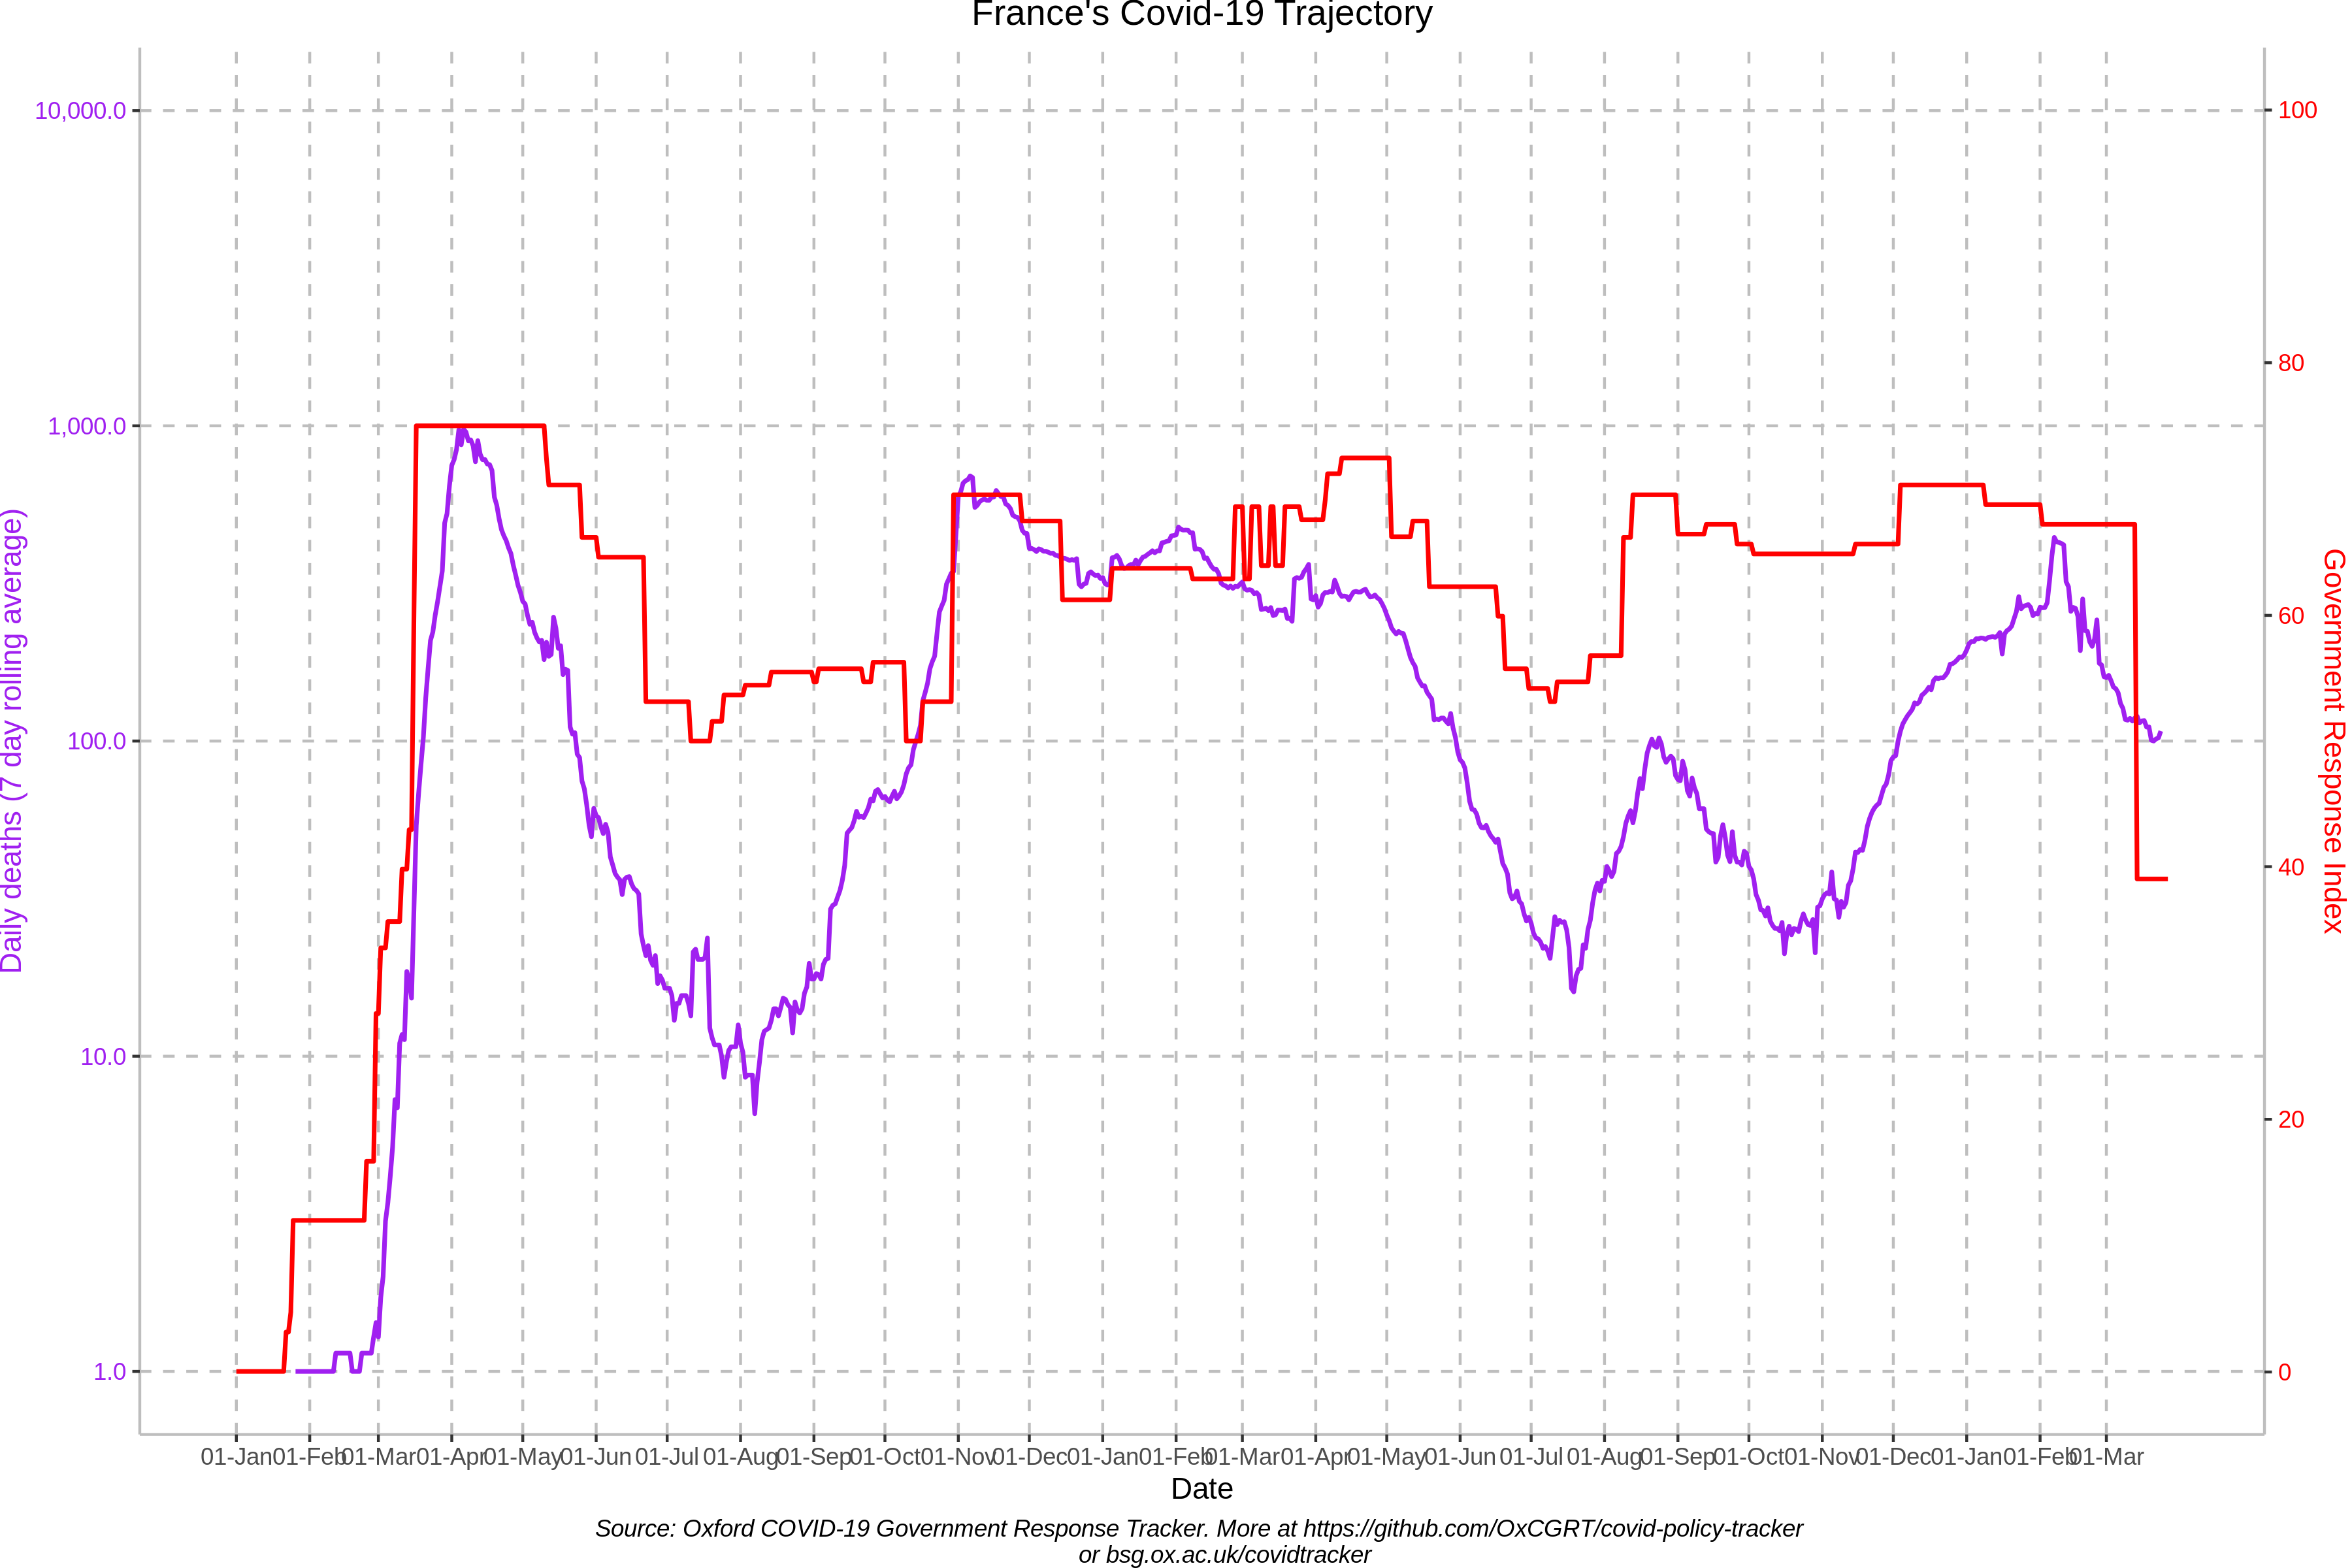 France's Covid-19 Trajectory
10,000.0
1,000.0
100.0
10.0
1.0
Daily deaths (7 day rolling average)
100
80
60
40
20
0
Government Response Index
01-Jan 01-Feb 01-Mar 01-Apr 01-May 01-Jun 01-Jul 01-Aug 01-Sep 01-Oct 01-Nov 01-Dec 01-Jan 01-Feb 01-Mar 01-Apr 01-May 01-Jun 01-Jul 01-Aug 01-Sep 01-Oct 01-Nov 01-Dec 01-Jan 01-Feb 01-Mar
Date
Source: Oxford COVID-19 Government Response Tracker. More at https://github.com/OxCGRT/covid-policy-tracker
or bsg.ox.ac.uk/covidtracker